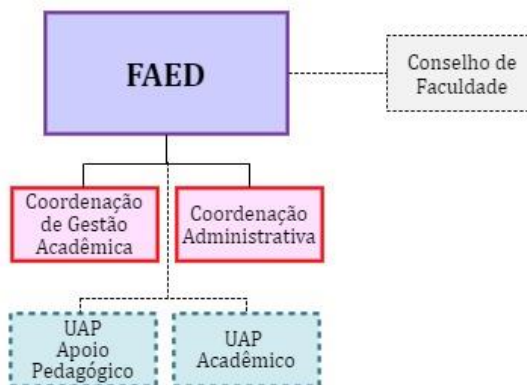 FAED
Conselho de
Faculdade
Coordenação
de Gestão
Acadêmica
Coordenação
Administrativa
UAP
Apoio
Pedagógico
UAP
Acadêmico